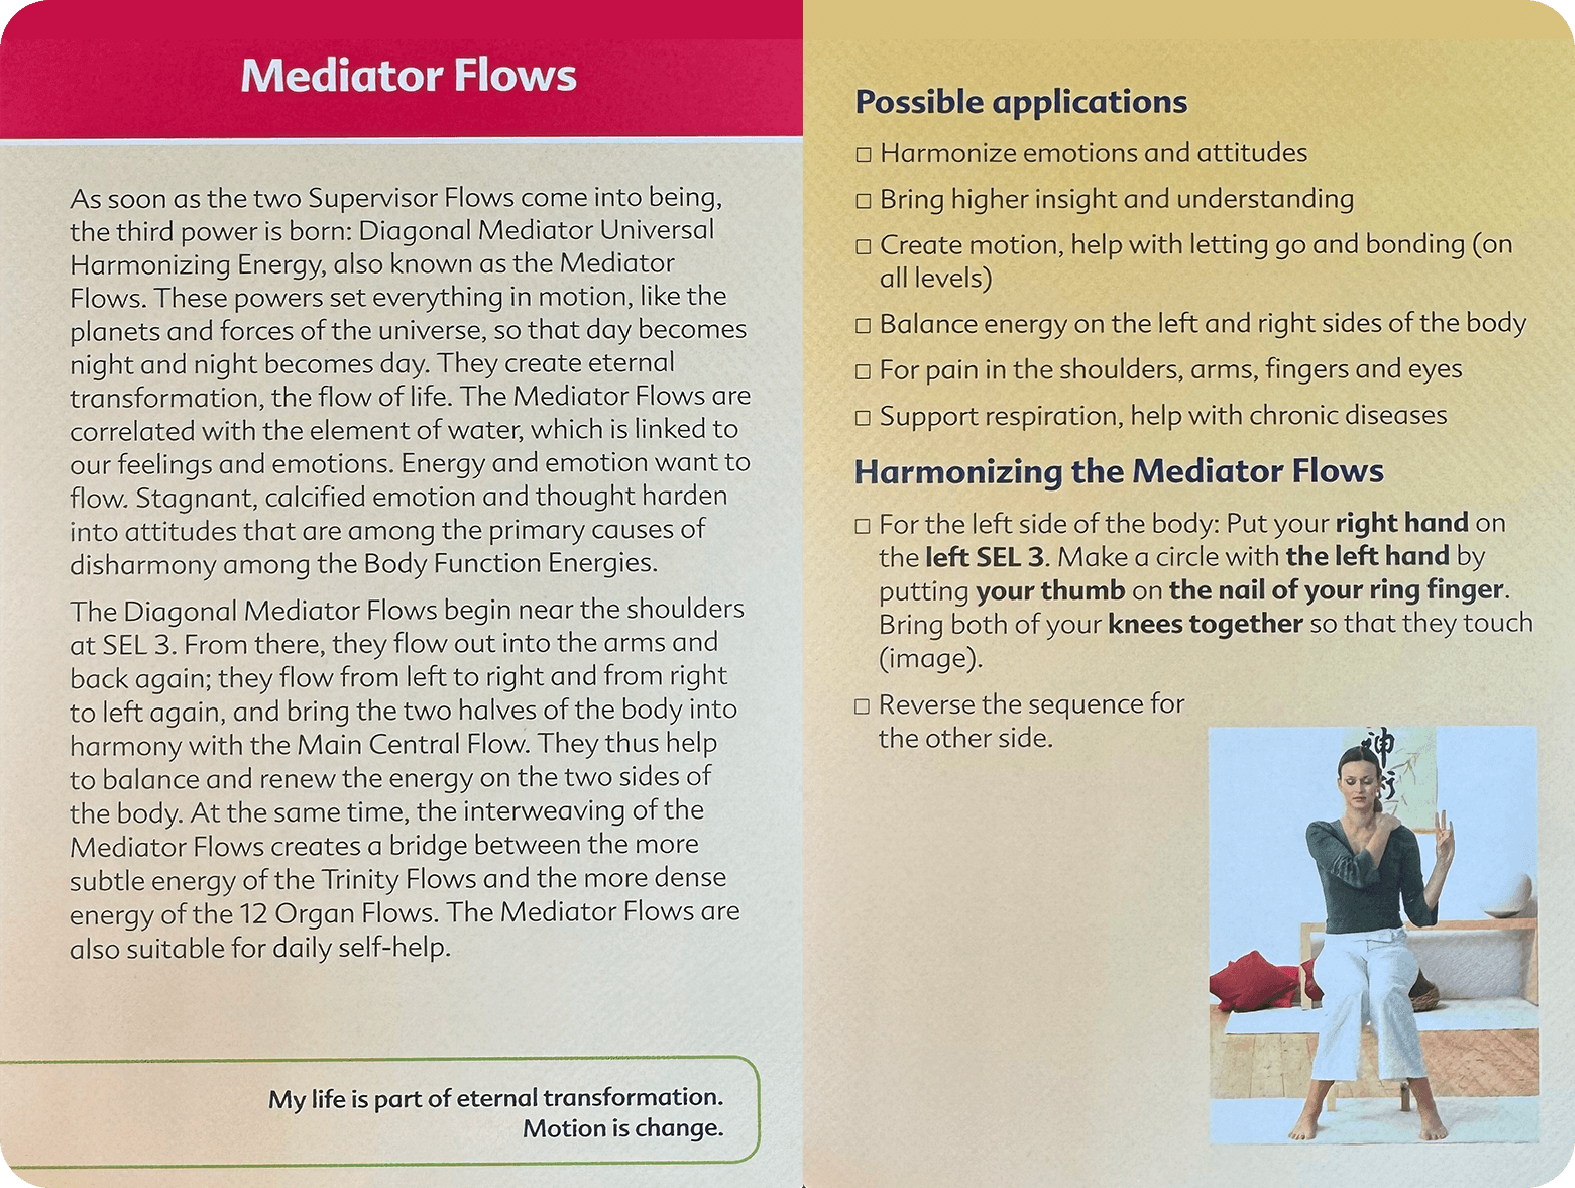 Mediator Flows
As soon as the two Supervisor Flows come into being,
the third power is born: Diagonal Mediator Universal
Harmonizing Energy, also known as the Mediator
Flows. These powers set everything in motion, like the
planets and forces of the universe, so that day becomes
night and night becomes day. They create eternal
transformation, the flow of life. The Mediator Flows are
correlated with the element of water, which is linked to
our feelings and emotions. Energy and emotion want to
flow. Stagnant, calcified emotion and thought harden
into attitudes that are among the primary causes of
disharmony among the Body Function Energies.
The Diagonal Mediator Flows begin near the shoulders
at SEL 3. From there, they flow out into the arms and
back again; they flow from left to right and from right
to left again, and bring the two halves of the body into
harmony with the Main Central Flow. They thus help
to balance and renew the energy on the two sides of
the body. At the same time, the interweaving of the
Mediator Flows creates a bridge between the more
subtle energy of the Trinity Flows and the more dense
energy of the 12 Organ Flows. The Mediator Flows are
also suitable for daily self-help.
My life is part of eternal transformation.
Motion is change.
Possible applications
□ Harmonize emotions and attitudes
□ Bring higher insight and understanding
□ Create motion, help with letting go and bonding (on
all levels)
□ Balance energy on the left and right sides of the body
□ For pain in the shoulders, arms, fingers and eyes
□ Support respiration, help with chronic diseases
Harmonizing the Mediator Flows
□ For the left side of the body: Put your right hand on
the left SEL 3. Make a circle with the left hand by
putting your thumb on the nail of your ring finger.
Bring both of your knees together so that they touch
(image).
□ Reverse the sequence for
the other side.
神